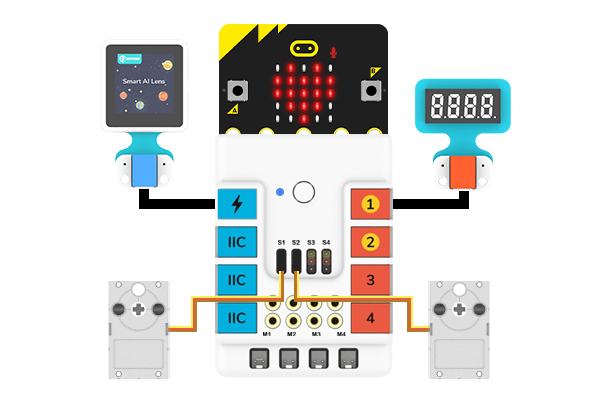 Smart AI Lens
8.8.8.8.
A
B
1
IIC
2
IIC
3
IIC
4
S1 S2 S3 S4
M1 M2 M3 M4